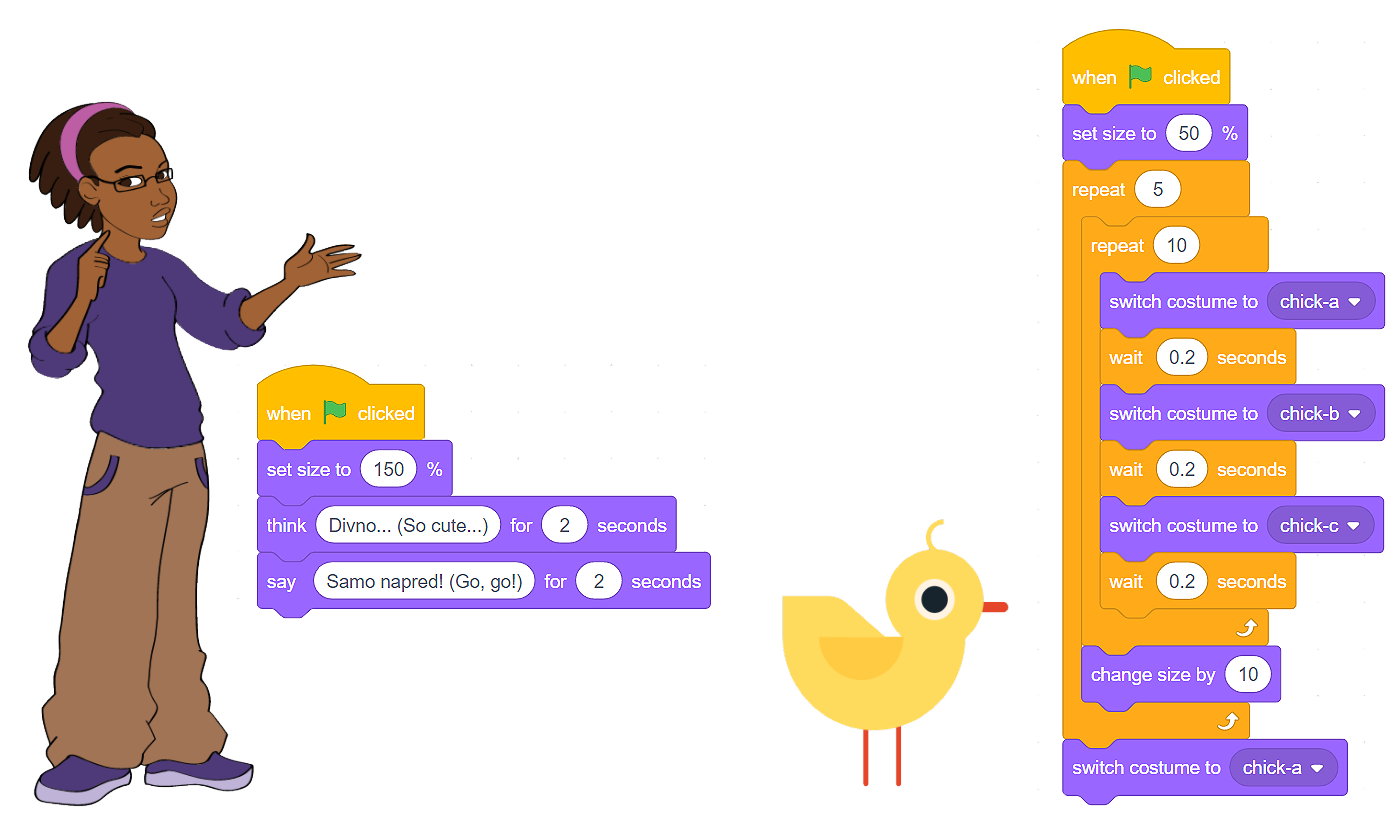 when clicked
set size to 150 %
think Divno... (So cute...) for 2 seconds
say Samo napred! (Go, go!) for 2 seconds
when clicked
set size to 50 %
repeat 5
repeat 10
switch costume to chick-a
wait 0.2 seconds
switch costume to chick-b
wait 0.2 seconds
switch costume to chick-c
wait 0.2 seconds
change size by 10
switch costume to chick-a